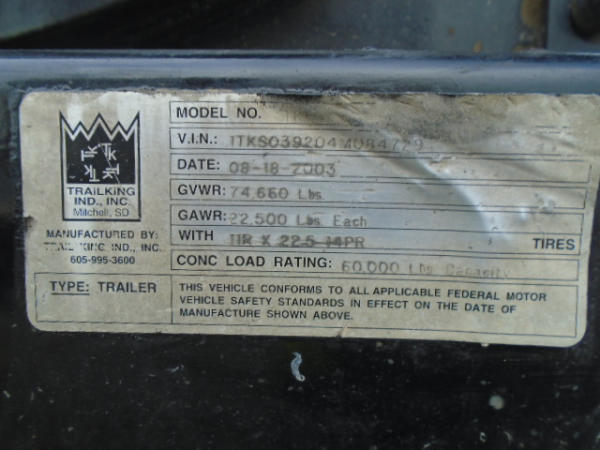 TRAILKING
IND., INC.
Mitchell, SD
MANUFACTURED BY:
TRAIL KING IND., INC.
605-995-3600
TYPE: TRAILER
MODEL NO.
V.I.N.:
DATE: 08-18-2003
GVWR: 74,660 Lbs
GAWR: 22,500 Lbs Each
WITH 11R X 22.5 14PR TIRES
CONC LOAD RATING: 60,000 Lbs Capacity
THIS VEHICLE CONFORMS TO ALL APPLICABLE FEDERAL MOTOR
VEHICLE SAFETY STANDARDS IN EFFECT ON THE DATE OF
MANUFACTURE SHOWN ABOVE.